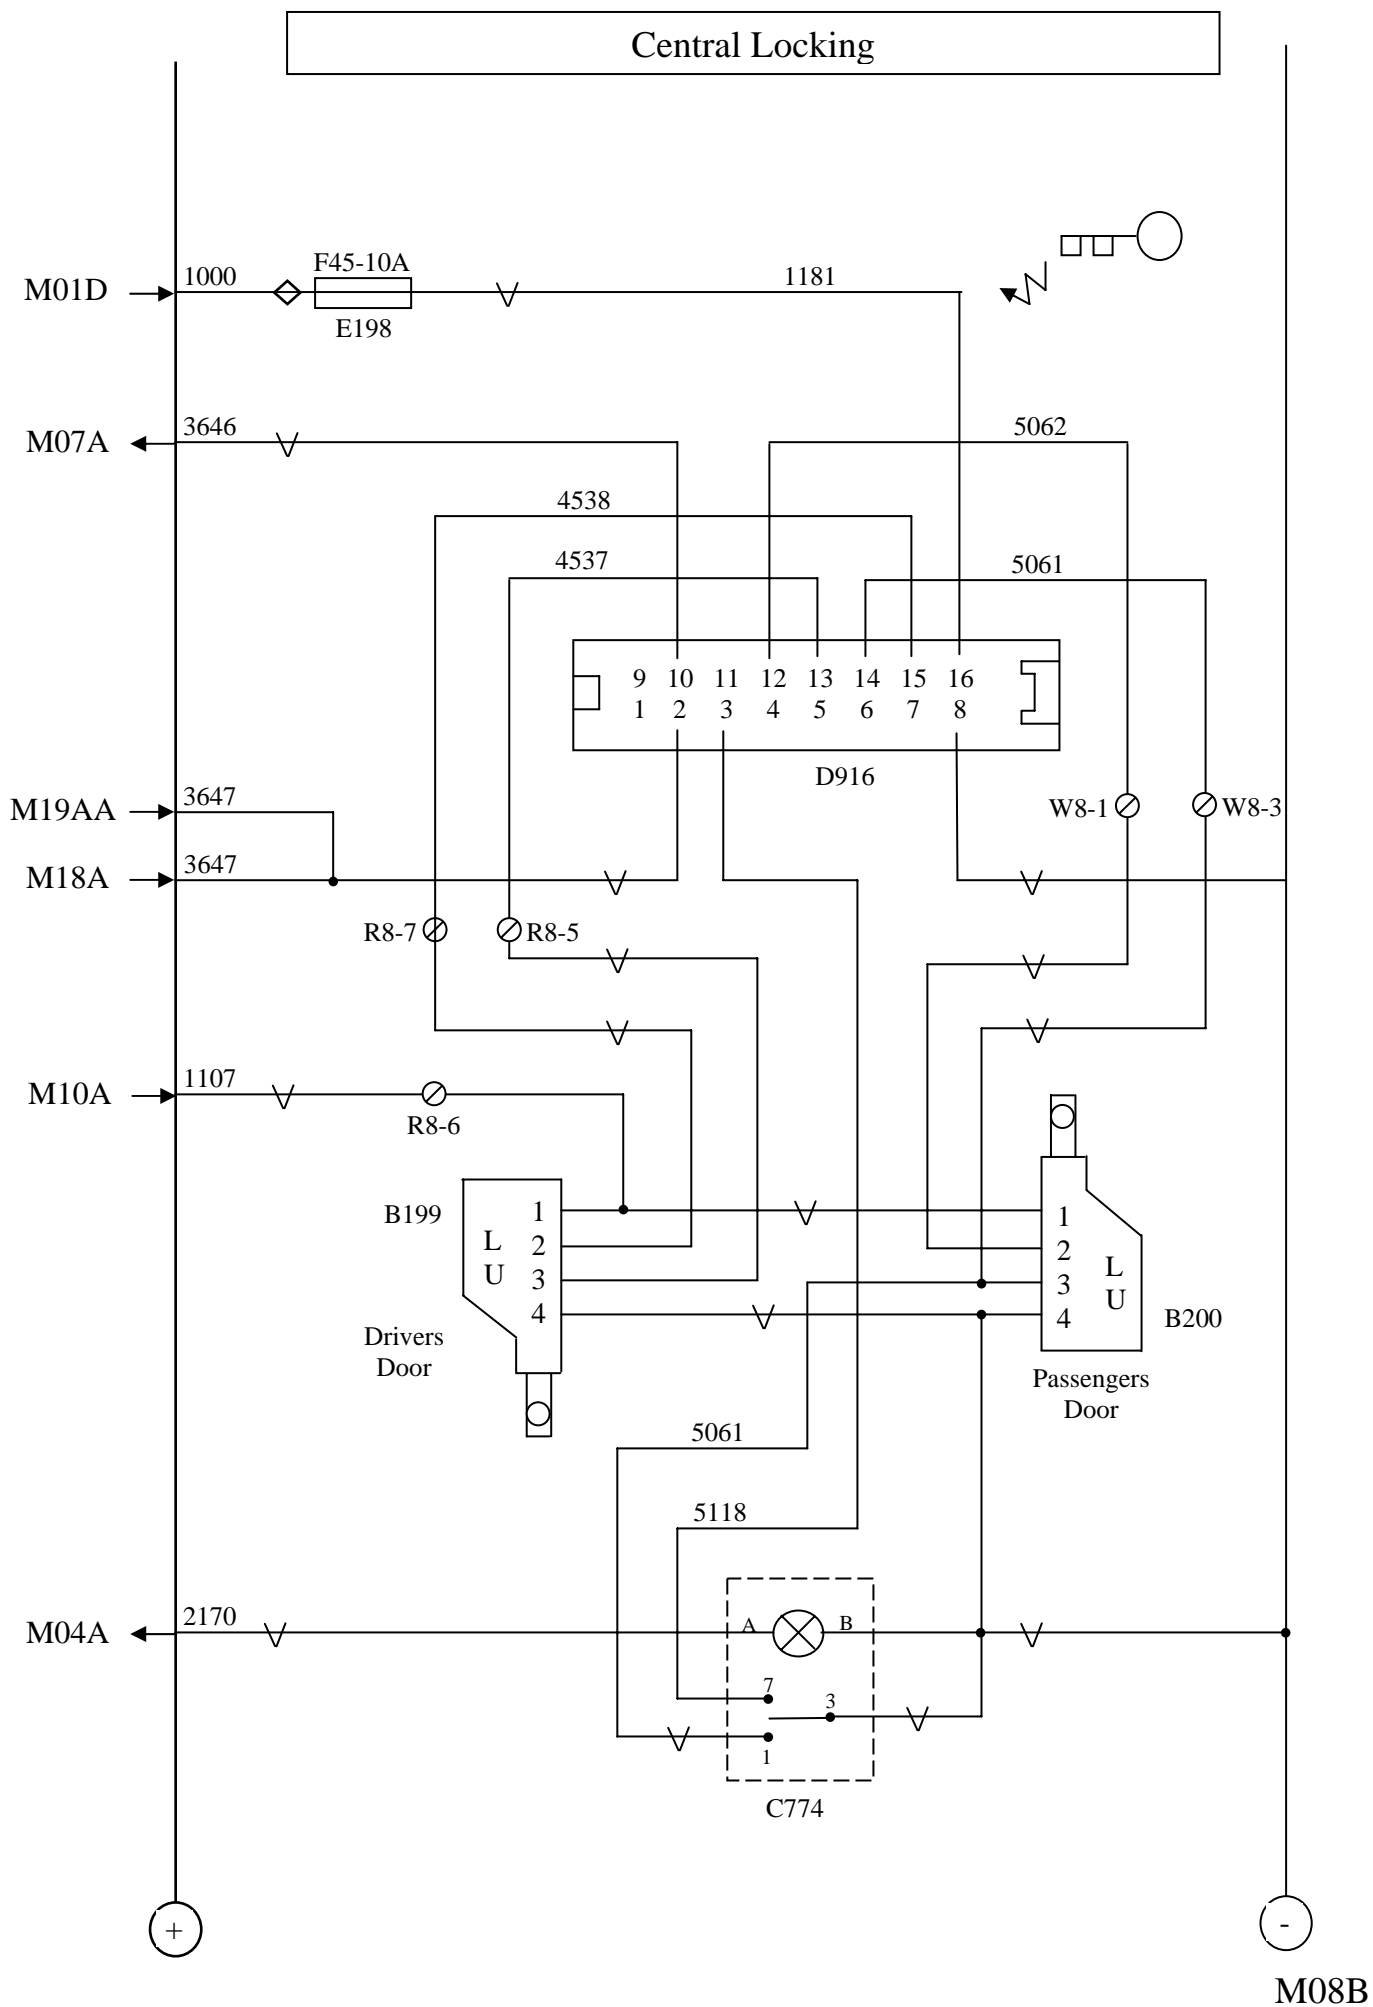 Central Locking
M01D
1000
F45-10A
E198
1181
M07A
3646
5062
4538
4537
5061
9 10 11 12 13 14 15 16
1 2 3 4 5 6 7 8
D916
M19AA
3647
W8-1
W8-3
M18A
3647
R8-7
R8-5
M10A
1107
R8-6
B199
L
U
1
2
3
4
Drivers
Door
1
2
3
4
L
U
B200
Passengers
Door
5061
5118
M04A
2170
A
B
7
3
1
C774
+
-
M08B